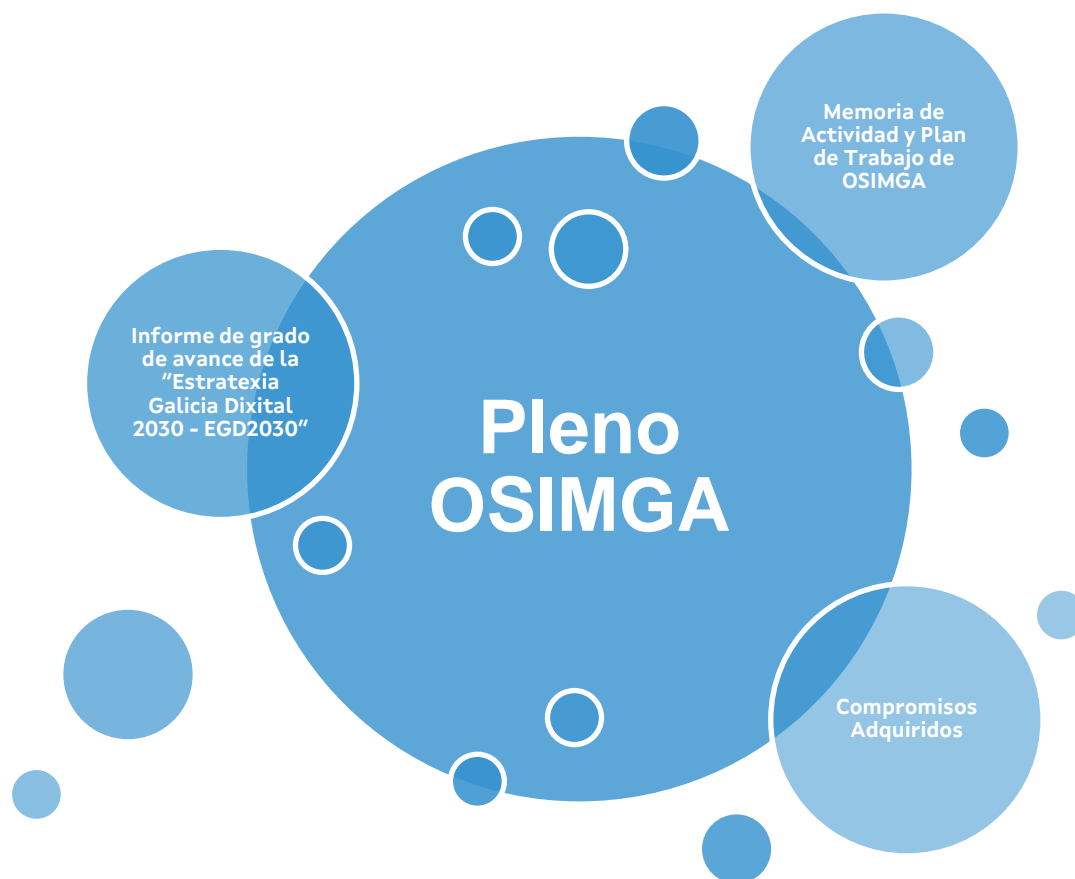 Memoria de
Actividad y Plan
de Trabajo de
OSIMGA
Informe de grado
de avance de la
"Estratexia
Galicia Dixital
2030 - EGD2030"
Pleno
OSIMGA
Compromisos
Adquiridos